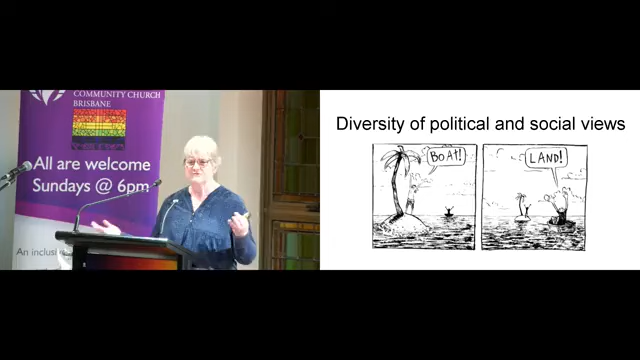 COMMUNITY CHURCH
BRISBANE
All are welcome
Sundays @ 6pm
An inclusi
Diversity of political and social views
BOAT!
LAND!